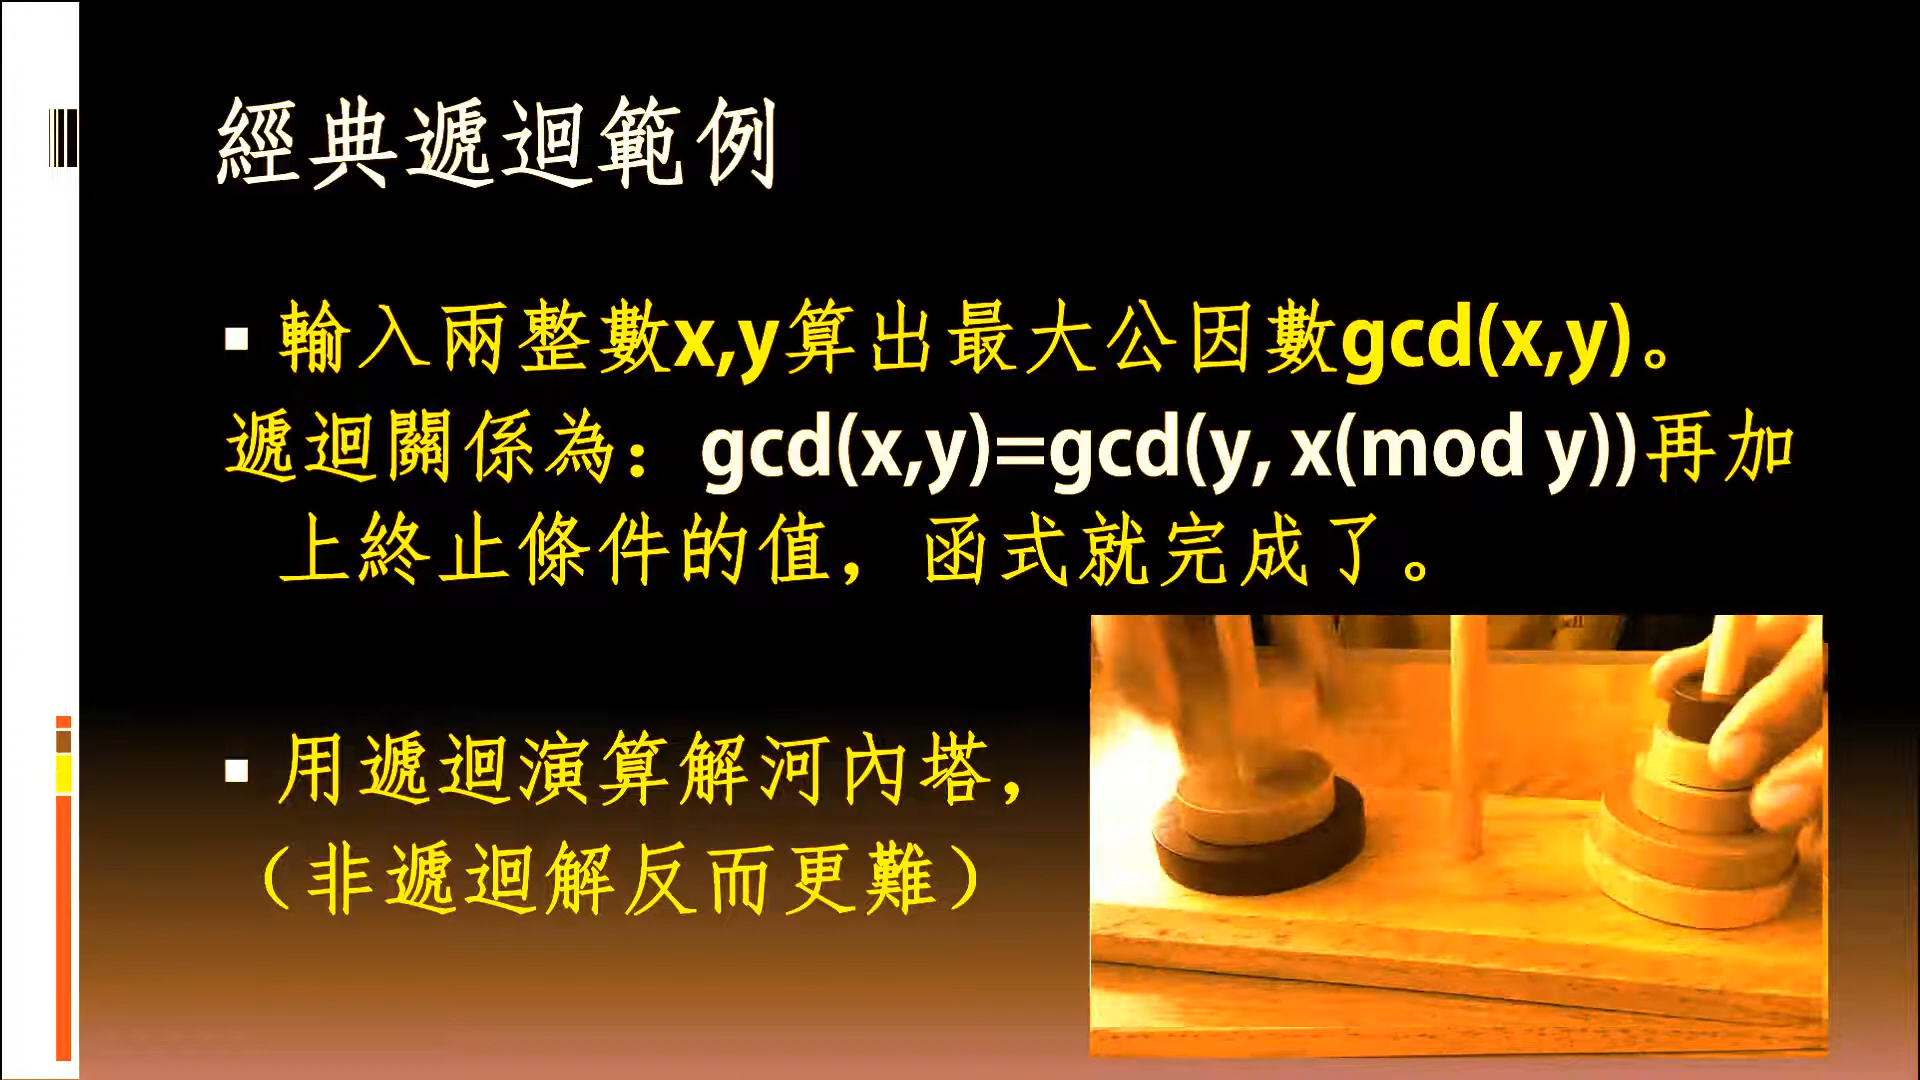 經典遞迴範例
▪ 輸入兩整數x,y算出最大公因數gcd(x,y)。
遞迴關係為：gcd(x,y)=gcd(y, x(mod y))再加
上終止條件的值，函式就完成了。
▪ 用遞迴演算解河內塔，
（非遞迴解反而更難）